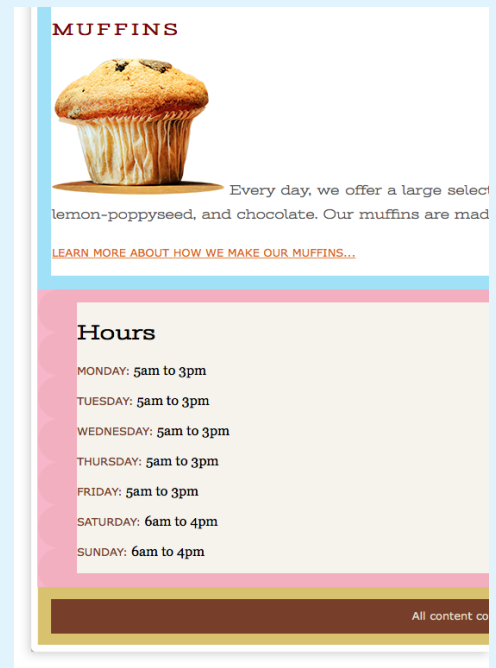 MUFFINS
Every day, we offer a large select
lemon-poppyseed, and chocolate. Our muffins are mad
LEARN MORE ABOUT HOW WE MAKE OUR MUFFINS...
Hours
MONDAY: 5am to 3pm
TUESDAY: 5am to 3pm
WEDNESDAY: 5am to 3pm
THURSDAY: 5am to 3pm
FRIDAY: 5am to 3pm
SATURDAY: 6am to 4pm
SUNDAY: 6am to 4pm
All content co